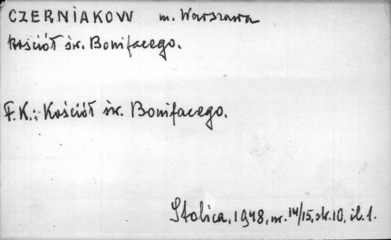 CZERNIAKOW m. Warszawa
Kościół św. Bonifacego.
F.K.: Kościół św. Bonifacego.
Stolica, 1948, nr. 14/15, str. 10, il. 1.